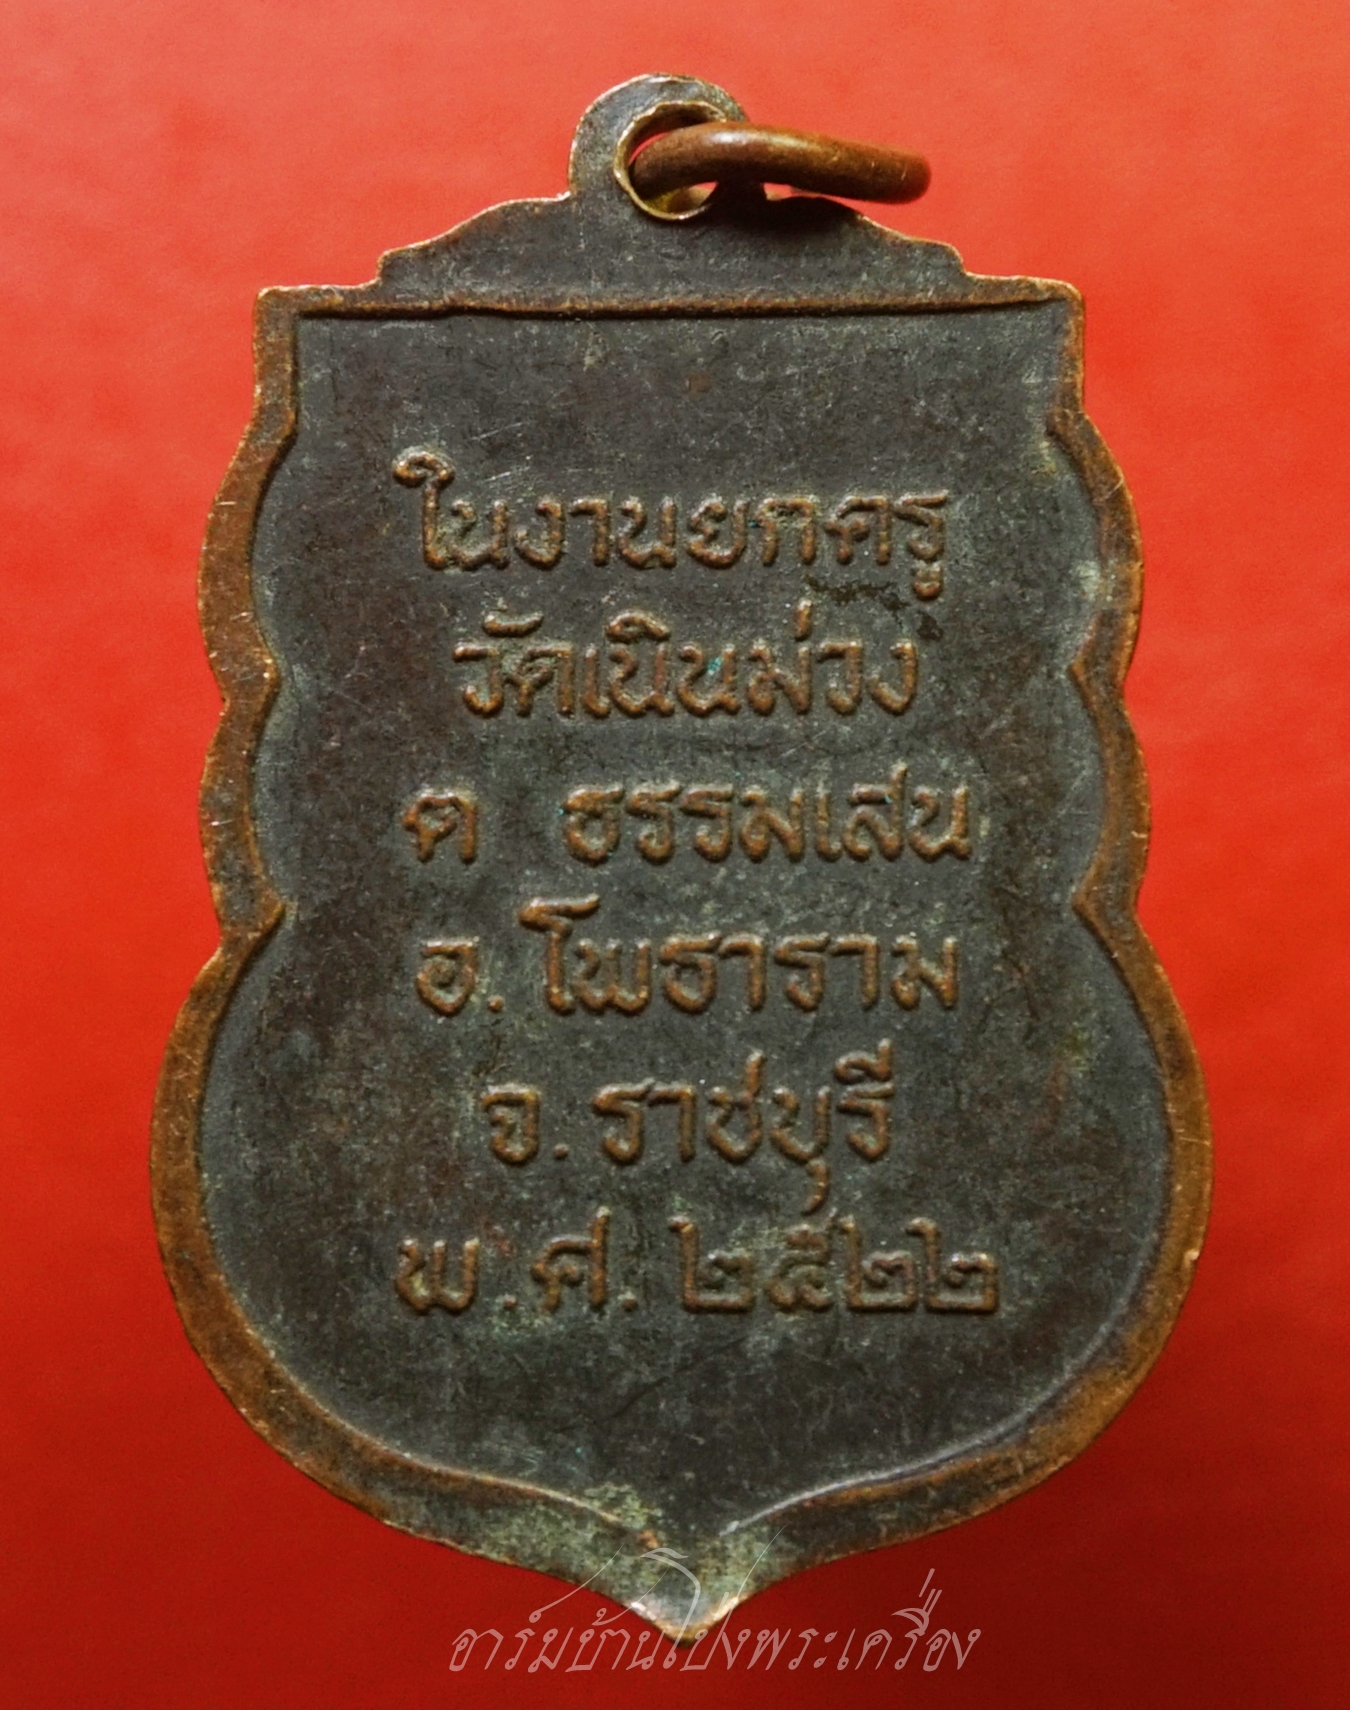 ในงานยกครู
วัดเนินม่วง
ต ธรรมเสน
อ. โพธาราม
จ. ราชบุรี
พ.ศ. ๒๕๒๒
อาร์มบ้านโป่งพระเครื่อง